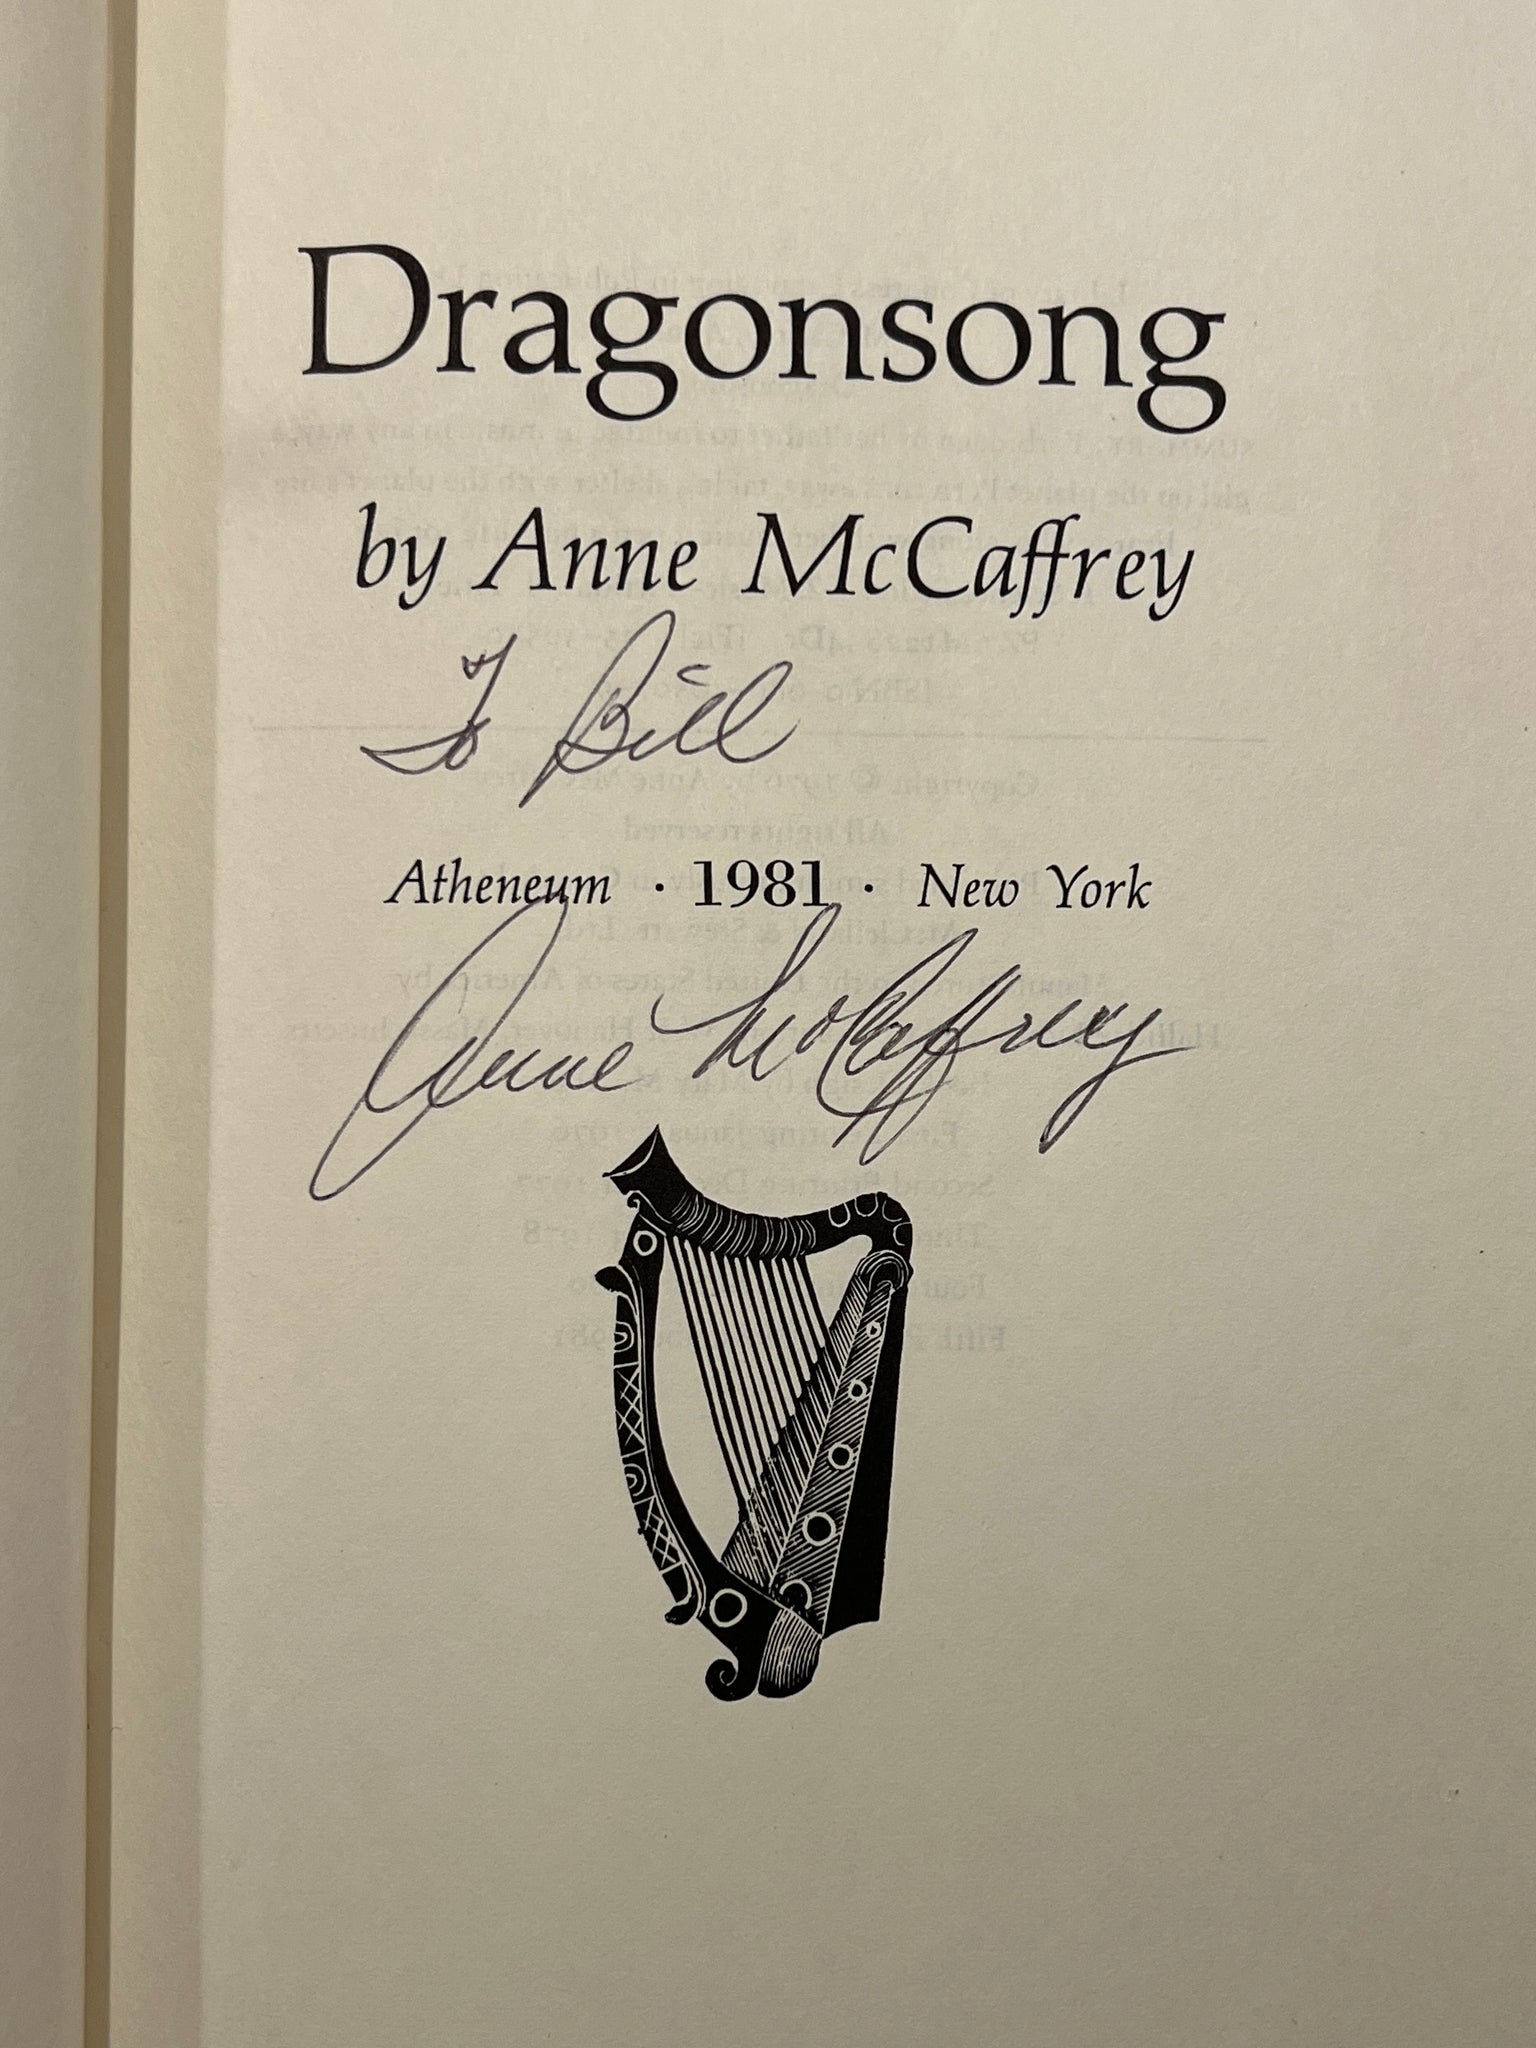 Dragonsong
by Anne McCaffrey
To Bill
Atheneum · 1981 · New York
Anne McCaffrey